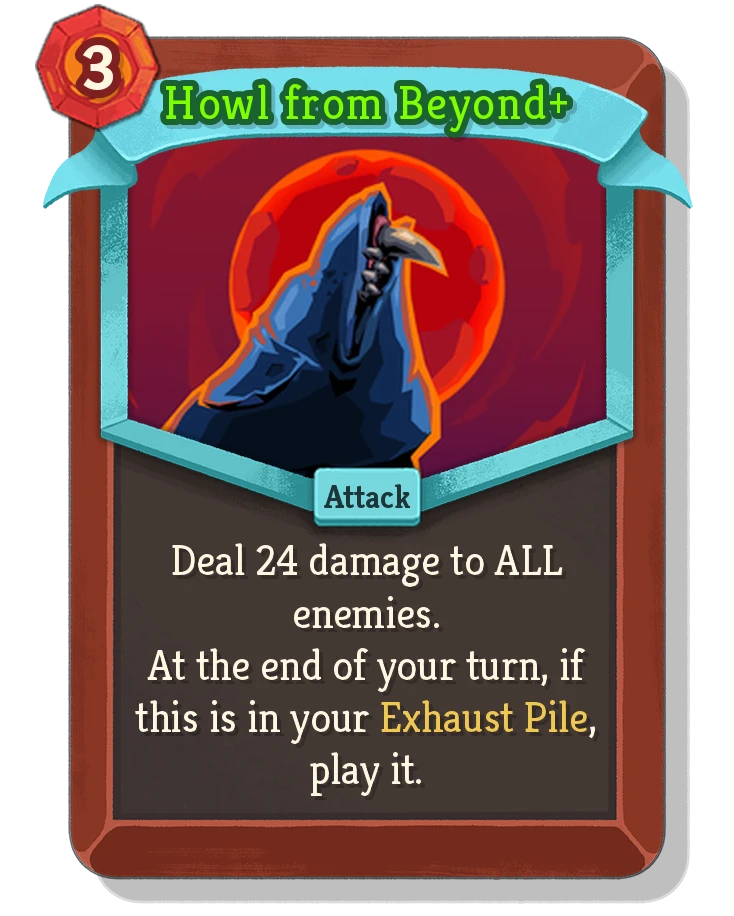 3
Howl from Beyond+
Attack
Deal 24 damage to ALL
enemies.
At the end of your turn, if
this is in your Exhaust Pile,
play it.